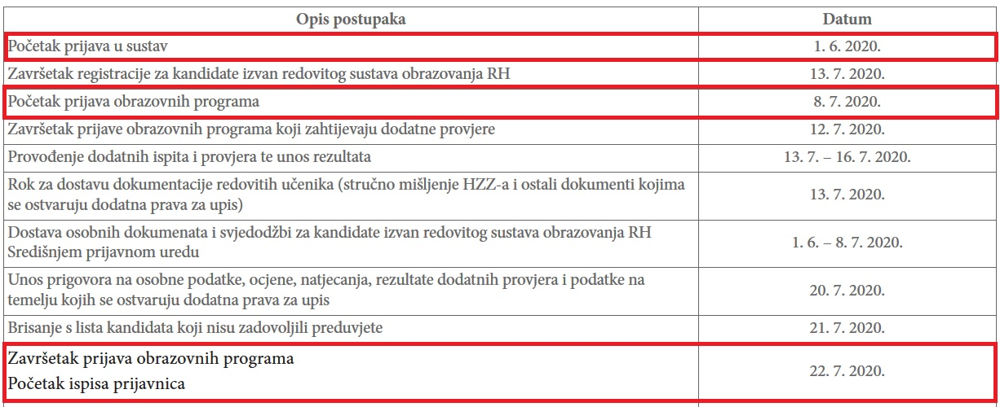 Opis postupaka Datum
Početak prijava u sustav 1. 6. 2020.
Završetak registracije za kandidate izvan redovitog sustava obrazovanja RH 13. 7. 2020.
Početak prijava obrazovnih programa 8. 7. 2020.
Završetak prijave obrazovnih programa koji zahtijevaju dodatne provjere 12. 7. 2020.
Provođenje dodatnih ispita i provjera te unos rezultata 13. 7. – 16. 7. 2020.
Rok za dostavu dokumentacije redovitih učenika (stručno mišljenje HZZ-a i ostali dokumenti kojima
se ostvaruju dodatna prava za upis) 13. 7. 2020.
Dostava osobnih dokumenata i svjedodžbi za kandidate izvan redovitog sustava obrazovanja RH
Središnjem prijavnom uredu 1. 6. – 8. 7. 2020.
Unos prigovora na osobne podatke, ocjene, natjecanja, rezultate dodatnih provjera i podatke na
temelju kojih se ostvaruju dodatna prava za upis 20. 7. 2020.
Brisanje s lista kandidata koji nisu zadovoljili preduvjete 21. 7. 2020.
Završetak prijava obrazovnih programa
Početak ispisa prijavnica 22. 7. 2020.